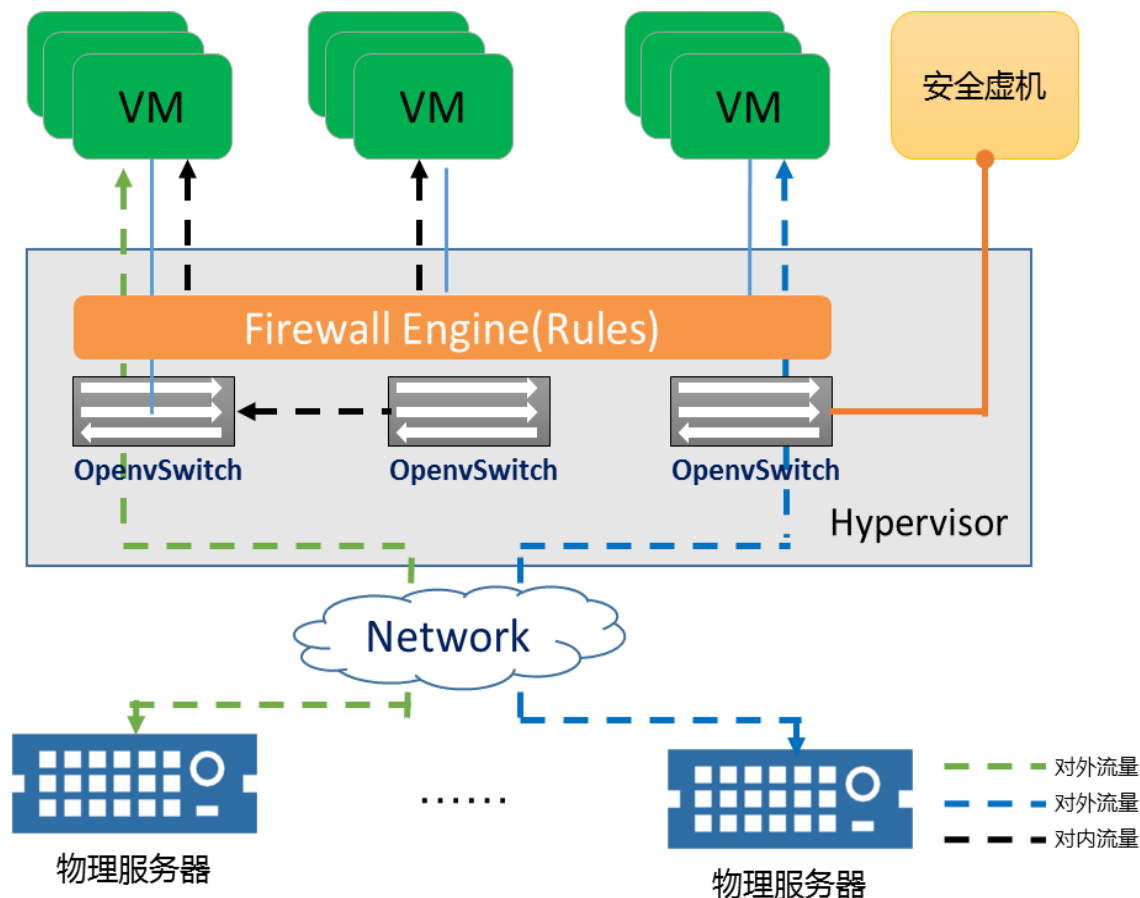 VM
VM
VM
安全虚机
Firewall Engine(Rules)
OpenvSwitch
OpenvSwitch
OpenvSwitch
Hypervisor
Network
物理服务器
......
物理服务器
对外流量
对外流量
对内流量